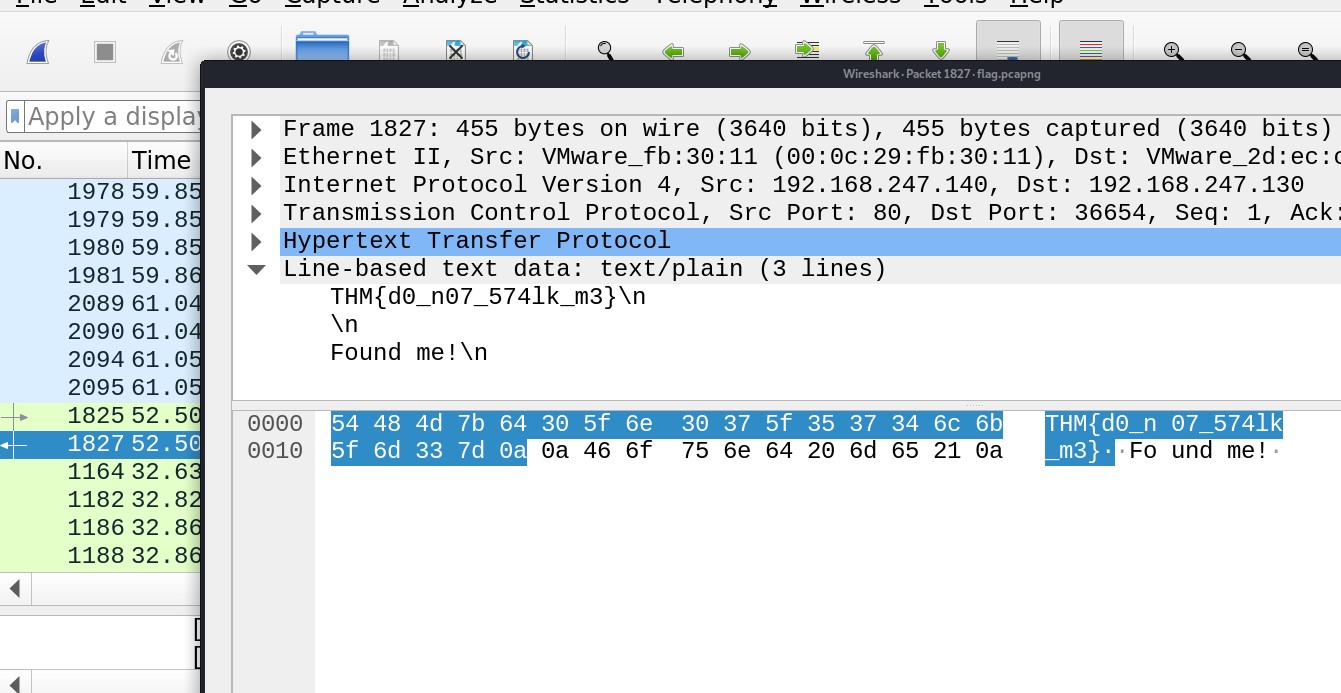 File Edit View Go Capture Analyze Statistics Telephony Wireless Tools Help
Wireshark · Packet 1827 · flag.pcapng
Apply a display
No. Time
1978 59.85
1979 59.85
1980 59.85
1981 59.86
2089 61.04
2090 61.04
2094 61.05
2095 61.05
1825 52.50
1827 52.50
1164 32.63
1182 32.82
1186 32.86
1188 32.86
Frame 1827: 455 bytes on wire (3640 bits), 455 bytes captured (3640 bits)
Ethernet II, Src: VMware_fb:30:11 (00:0c:29:fb:30:11), Dst: VMware_2d:ec:
Internet Protocol Version 4, Src: 192.168.247.140, Dst: 192.168.247.130
Transmission Control Protocol, Src Port: 80, Dst Port: 36654, Seq: 1, Ack:
Hypertext Transfer Protocol
Line-based text data: text/plain (3 lines)
THM{d0_n07_574lk_m3}\n
\n
Found me!\n
0000 54 48 4d 7b 64 30 5f 6e 30 37 5f 35 37 34 6c 6b THM{d0_n 07_574lk
0010 5f 6d 33 7d 0a 0a 46 6f 75 6e 64 20 6d 65 21 0a _m3}··Fo und me!·